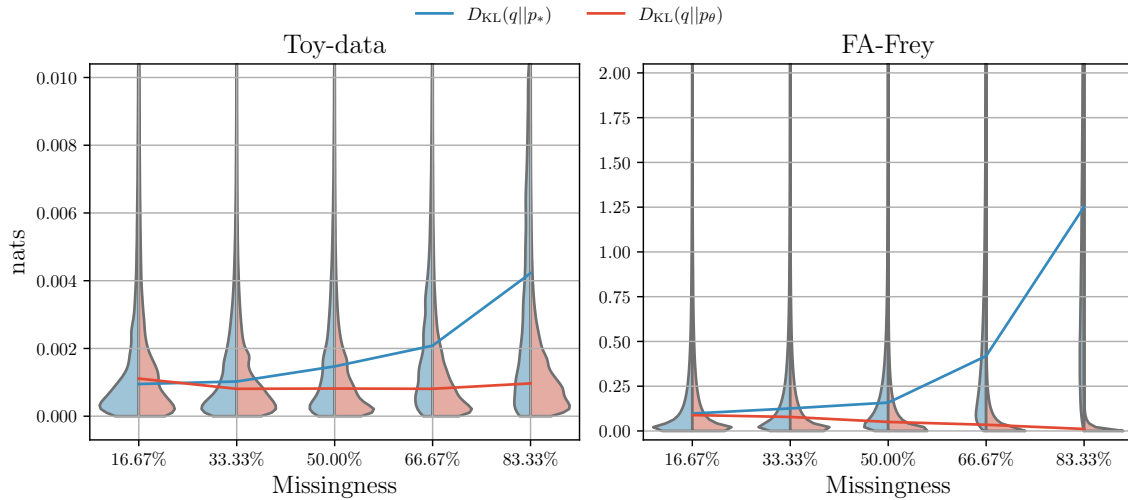 D_KL(q||p_*) D_KL(q||p_θ)
Toy-data
0.010
0.008
0.006
0.004
0.002
0.000
nats
16.67% 33.33% 50.00% 66.67% 83.33%
Missingness
FA-Frey
2.00
1.75
1.50
1.25
1.00
0.75
0.50
0.25
0.00
16.67% 33.33% 50.00% 66.67% 83.33%
Missingness